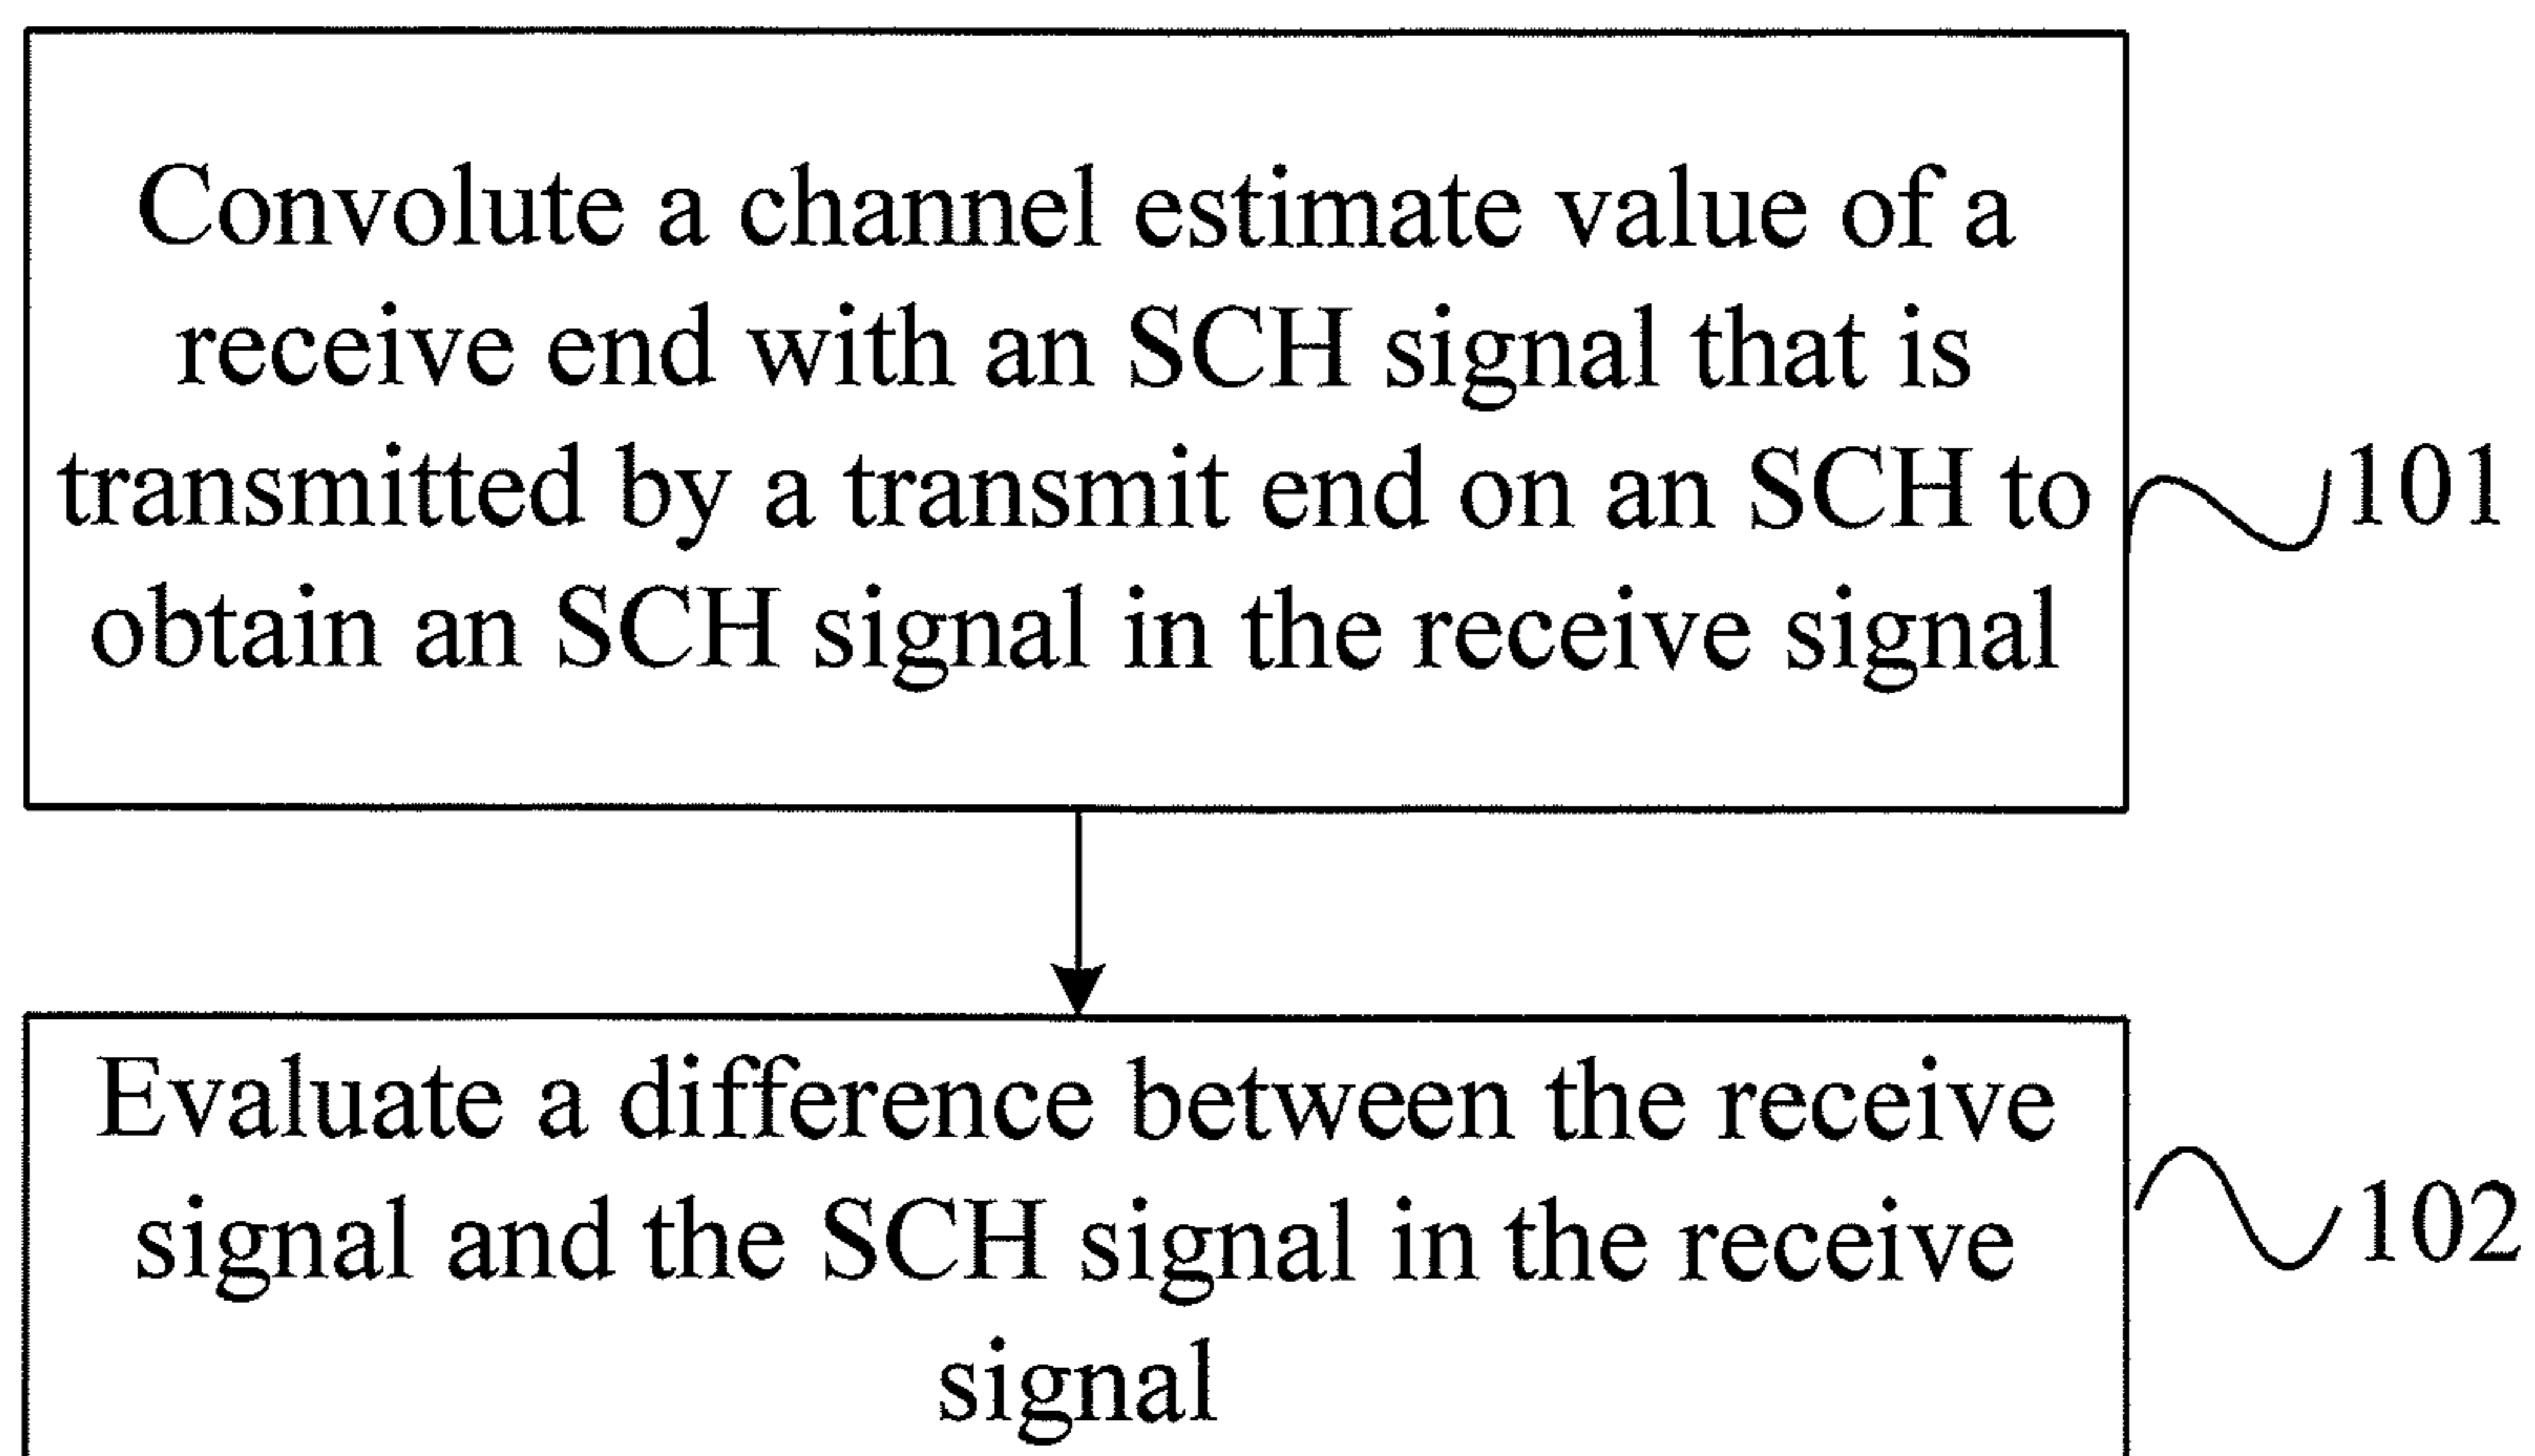 Convolute a channel estimate value of a
receive end with an SCH signal that is
transmitted by a transmit end on an SCH to
obtain an SCH signal in the receive signal
101
Evaluate a difference between the receive
signal and the SCH signal in the receive
signal
102